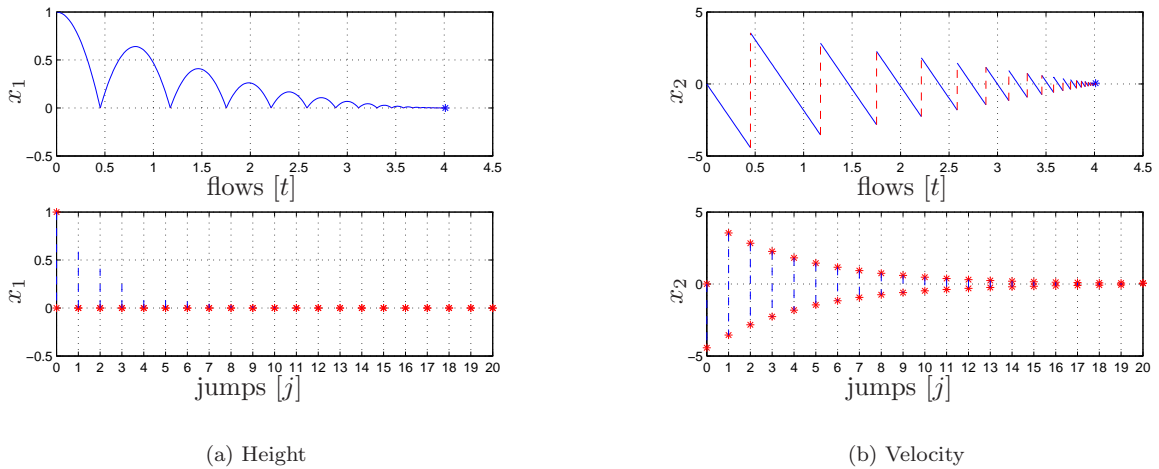 1
0.5
0
−0.5
x₁
0.5 1 1.5 2 2.5 3 3.5 4 4.5
flows [t]
1
0.5
0
−0.5
x₁
0 1 2 3 4 5 6 7 8 9 10 11 12 13 14 15 16 17 18 19 20
jumps [j]
(a) Height
5
0
−5
x₂
0 0.5 1 1.5 2 2.5 3 3.5 4 4.5
flows [t]
5
0
−5
x₂
0 1 2 3 4 5 6 7 8 9 10 11 12 13 14 15 16 17 18 19 20
jumps [j]
(b) Velocity